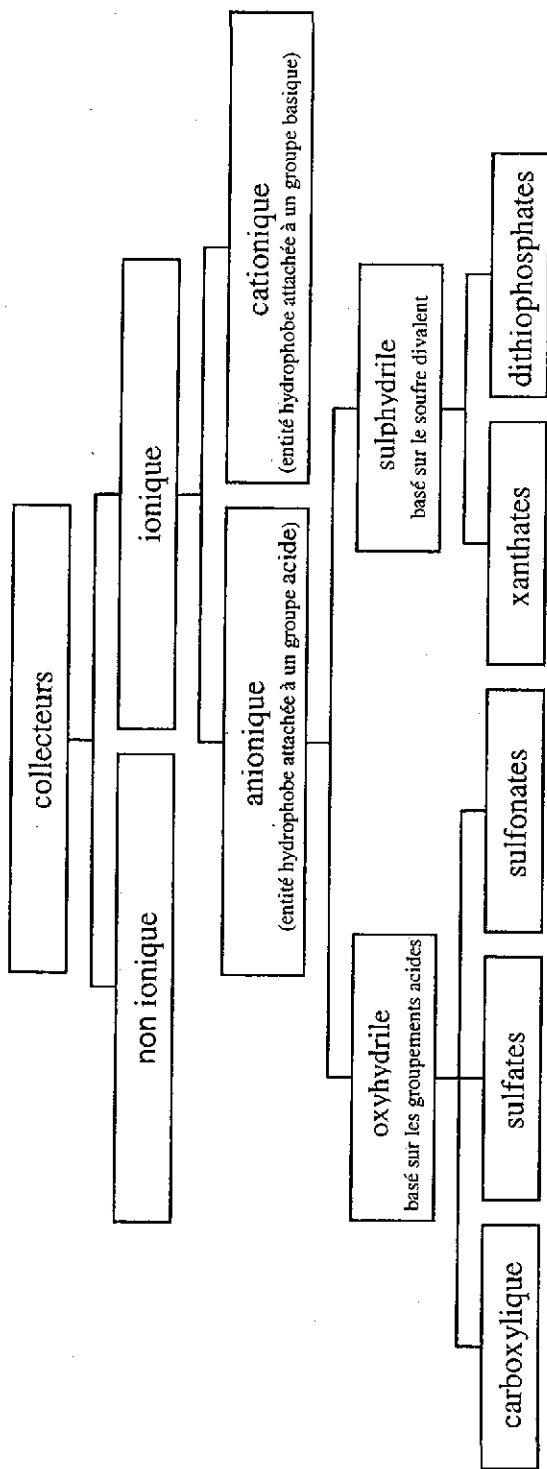 collecteurs
non ionique
ionique
anionique
(entité hydrophobe attachée à un groupe acide)
cationique
(entité hydrophobe attachée à un groupe basique)
oxyhydrile
basé sur les groupements acides
sulphydrile
basé sur le soufre divalent
carboxylique
sulfates
sulfonates
xanthates
dithiophosphates